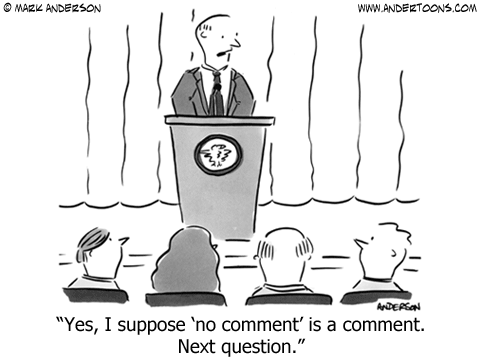 © MARK ANDERSON
WWW.ANDERTOONS.COM
ANDERSON
“Yes, I suppose ‘no comment’ is a comment.
Next question.”